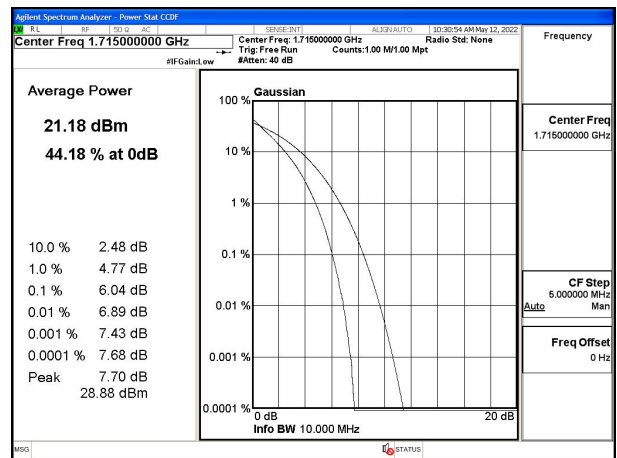 Agilent Spectrum Analyzer - Power Stat CCDF
RL RF 50 Ω AC SENSE:INT ALIGN AUTO 10:30:54 AM May 12, 2022
Center Freq 1.715000000 GHz
Center Freq: 1.715000000 GHz Radio Std: None
Trig: Free Run Counts:1.00 M/1.00 Mpt
#IFGain:Low #Atten: 40 dB
Frequency
Average Power
21.18 dBm
44.18 % at 0dB
10.0 % 2.48 dB
1.0 % 4.77 dB
0.1 % 6.04 dB
0.01 % 6.89 dB
0.001 % 7.43 dB
0.0001 % 7.68 dB
Peak 7.70 dB
28.88 dBm
Gaussian
100 %
10 %
1 %
0.1 %
0.01 %
0.001 %
0.0001 %
0 dB 20 dB
Info BW 10.000 MHz
Center Freq
1.715000000 GHz
CF Step
5.000000 MHz
Auto Man
Freq Offset
0 Hz
MSG STATUS